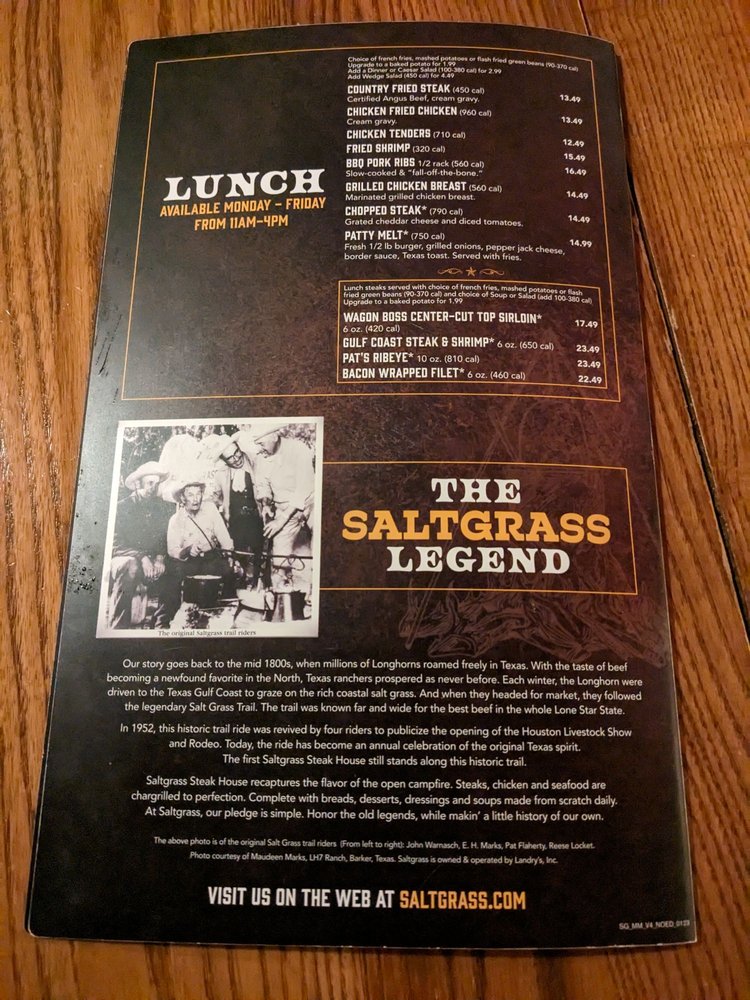 Choice of french fries, mashed potatoes or flash fried green beans (90-370 cal)
Upgrade to a baked potato for 1.99
Add a Dinner or Caesar Salad (100-380 cal) for 2.99
Add Wedge Salad (450 cal) for 4.49
LUNCH
AVAILABLE MONDAY – FRIDAY
FROM 11AM–4PM
COUNTRY FRIED STEAK (450 cal)
Certified Angus Beef, cream gravy. 13.49
CHICKEN FRIED CHICKEN (960 cal)
Cream gravy. 13.49
CHICKEN TENDERS (710 cal) 12.49
FRIED SHRIMP (320 cal) 15.49
BBQ PORK RIBS 1/2 rack (560 cal) 16.49
Slow-cooked & "fall-off-the-bone."
GRILLED CHICKEN BREAST (560 cal) 14.49
Marinated grilled chicken breast.
CHOPPED STEAK* (790 cal) 14.49
Grated cheddar cheese and diced tomatoes.
PATTY MELT* (750 cal) 14.99
Fresh 1/2 lb burger, grilled onions, pepper jack cheese,
border sauce, Texas toast. Served with fries.
Lunch steaks served with choice of french fries, mashed potatoes or flash
fried green beans (90-370 cal) and choice of Soup or Salad (add 100-380 cal)
Upgrade to a baked potato for 1.99
WAGON BOSS CENTER-CUT TOP SIRLOIN* 17.49
6 oz. (420 cal)
GULF COAST STEAK & SHRIMP* 6 oz. (650 cal) 23.49
PAT'S RIBEYE* 10 oz. (810 cal) 23.49
BACON WRAPPED FILET* 6 oz. (460 cal) 22.49
The original Saltgrass trail riders
THE
SALTGRASS
LEGEND
Our story goes back to the mid 1800s, when millions of Longhorns roamed freely in Texas. With the taste of beef
becoming a newfound favorite in the North, Texas ranchers prospered as never before. Each winter, the Longhorn were
driven to the Texas Gulf Coast to graze on the rich coastal salt grass. And when they headed for market, they followed
the legendary Salt Grass Trail. The trail was known far and wide for the best beef in the whole Lone Star State.
In 1952, this historic trail ride was revived by four riders to publicize the opening of the Houston Livestock Show
and Rodeo. Today, the ride has become an annual celebration of the original Texas spirit.
The first Saltgrass Steak House still stands along this historic trail.
Saltgrass Steak House recaptures the flavor of the open campfire. Steaks, chicken and seafood are
chargrilled to perfection. Complete with breads, desserts, dressings and soups made from scratch daily.
At Saltgrass, our pledge is simple. Honor the old legends, while makin' a little history of our own.
The above photo is of the original Salt Grass trail riders (From left to right): John Warnasch, E. H. Marks, Pat Flaherty, Reese Locket.
Photo courtesy of Maudeen Marks, LH7 Ranch, Barker, Texas. Saltgrass is owned & operated by Landry's, Inc.
VISIT US ON THE WEB AT SALTGRASS.COM
SG_MM_V4_NOED_0123